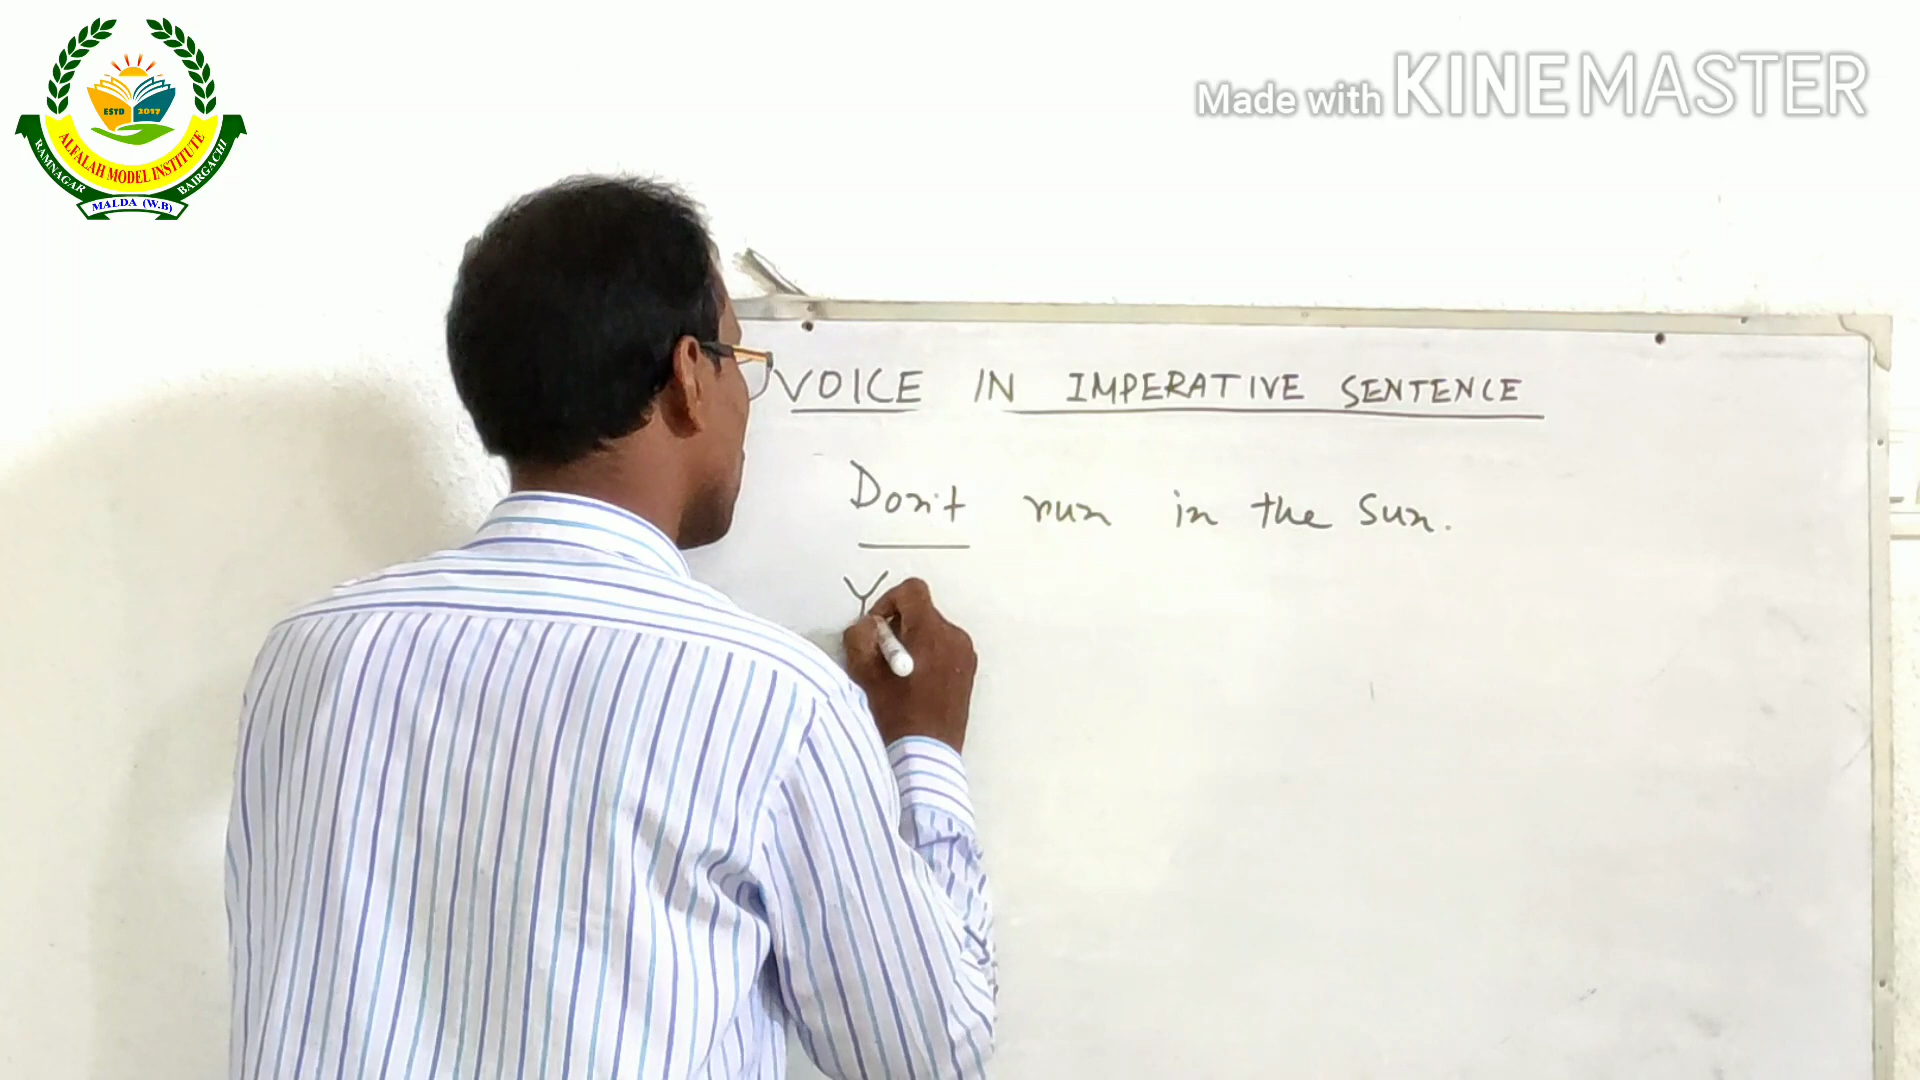 ESTD 2017
ALFALAH MODEL INSTITUTE
RAMNAGAR BAIRGACHI
MALDA (W.B)
Made with KINEMASTER
VOICE IN IMPERATIVE SENTENCE
Don't run in the Sun.
Y